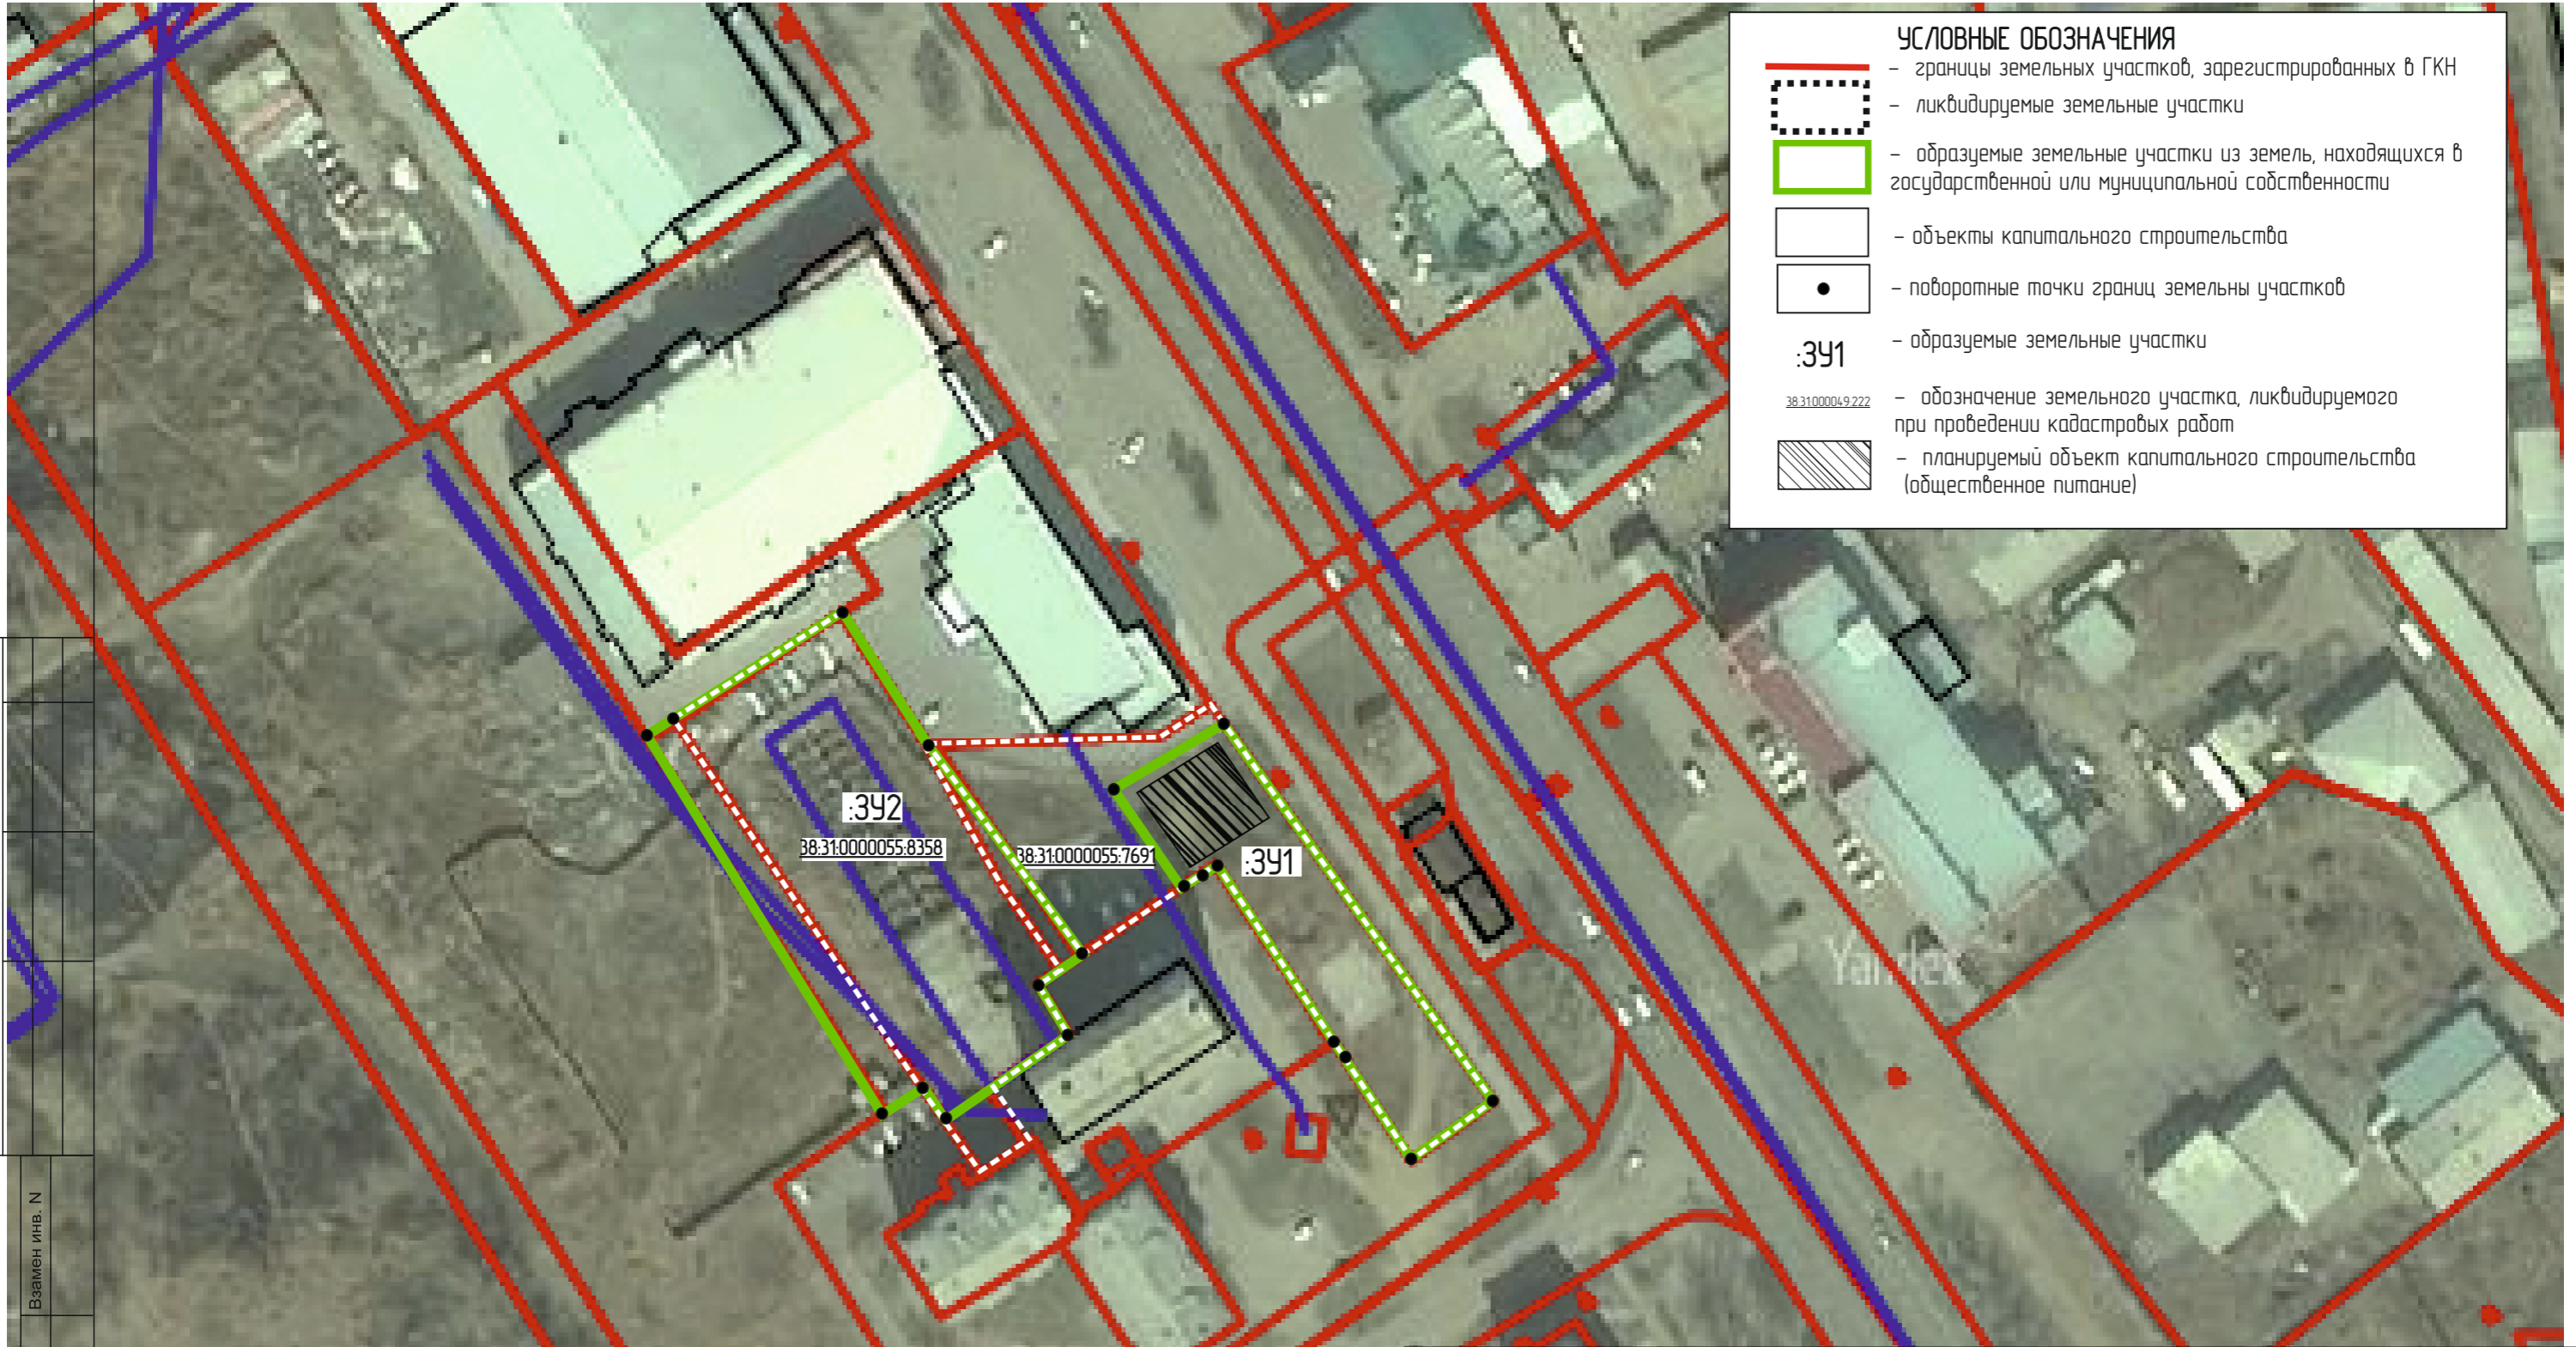 УСЛОВНЫЕ ОБОЗНАЧЕНИЯ
– границы земельных участков, зарегистрированных в ГКН
– ликвидируемые земельные участки
– образуемые земельные участки из земель, находящихся в
государственной или муниципальной собственности
– объекты капитального строительства
– поворотные точки границ земельны участков
:ЗУ1
– образуемые земельные участки
38:31:000049:222
– обозначение земельного участка, ликвидируемого
при проведении кадастровых работ
– планируемый объект капитального строительства
(общественное питание)
:ЗУ2
38:31:0000055:8358
38:31:0000055:7691
:ЗУ1
Yandex
Взамен инв. N